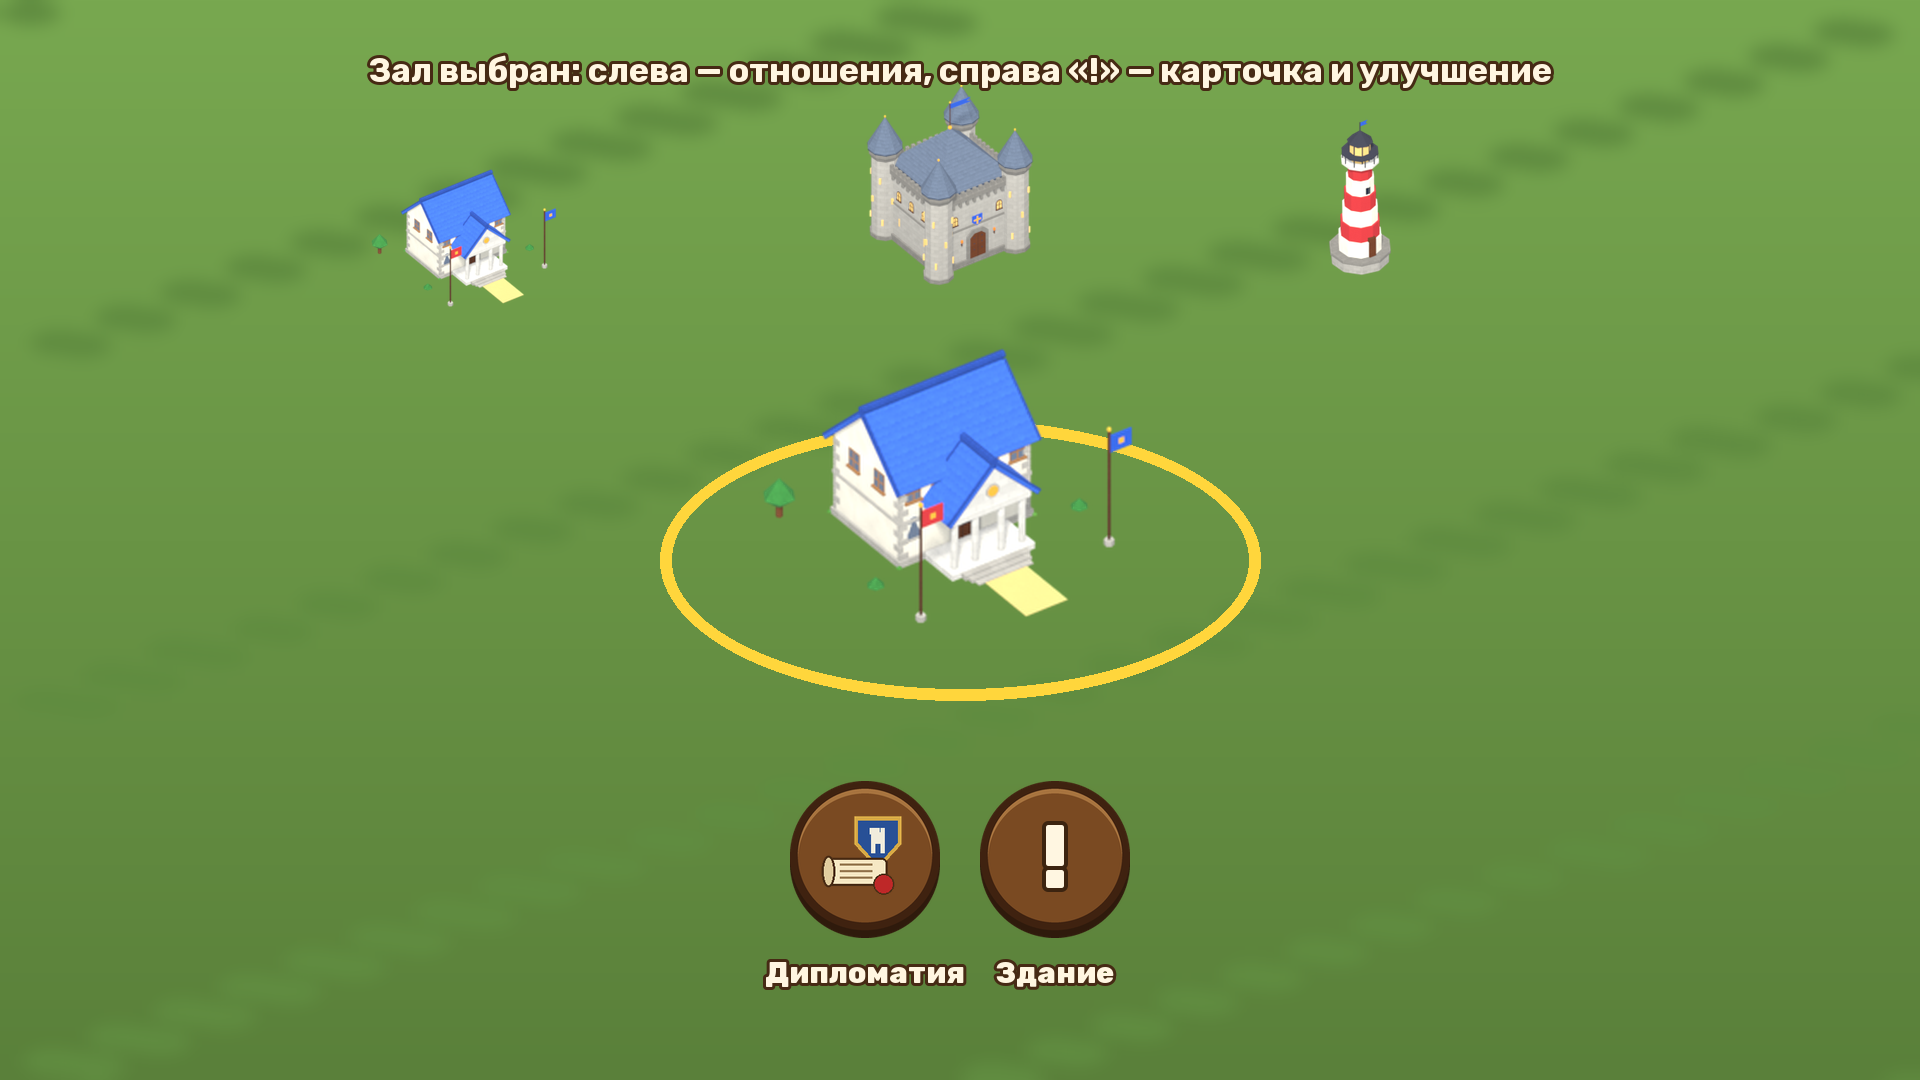 Зал выбран: слева — отношения, справа «!» — карточка и улучшение
Дипломатия
Здание